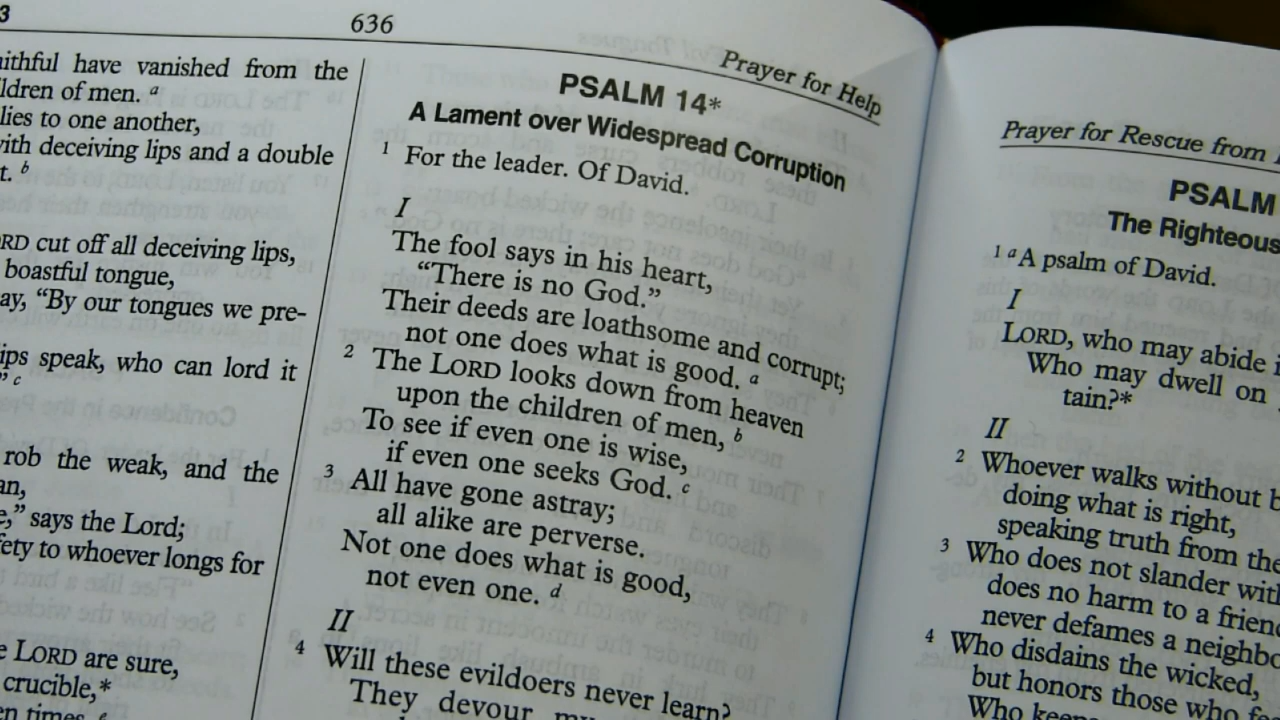 3
636
Prayer for Help
aithful have vanished from the
ldren of men. a
lies to one another,
with deceiving lips and a double
t. b
RD cut off all deceiving lips,
boastful tongue,
ay, “By our tongues we pre-
ips speak, who can lord it
” c
rob the weak, and the
an,
e,” says the Lord;
fety to whoever longs for
e LORD are sure,
crucible,*
en times. c
PSALM 14*
A Lament over Widespread Corruption
1 For the leader. Of David.
I
The fool says in his heart,
“There is no God.”
Their deeds are loathsome and corrupt;
not one does what is good. a
2 The LORD looks down from heaven
upon the children of men, b
To see if even one is wise,
if even one seeks God. c
3 All have gone astray;
all alike are perverse.
Not one does what is good,
not even one. d
II
4 Will these evildoers never learn?
They devour my
Prayer for Rescue from
PSALM
The Righteous
1 a A psalm of David.
I
LORD, who may abide i
Who may dwell on
tain?*
II
2 Whoever walks without b
doing what is right,
speaking truth from the
3 Who does not slander with
does no harm to a friend
never defames a neighbo
4 Who disdains the wicked,
but honors those who fe
Who keeps